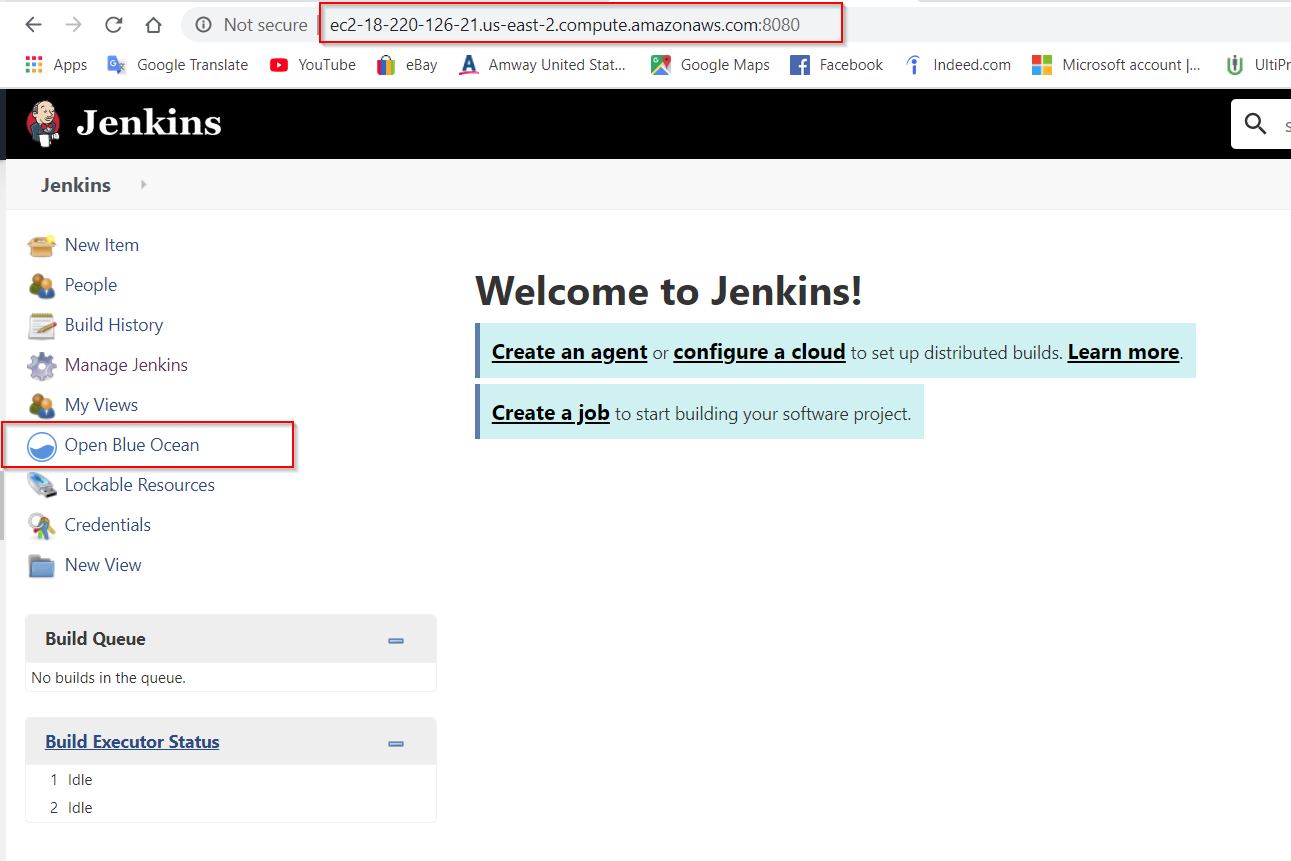 Not secure ec2-18-220-126-21.us-east-2.compute.amazonaws.com:8080
Apps Google Translate YouTube eBay Amway United Stat... Google Maps Facebook Indeed.com Microsoft account |... UltiPr
Jenkins
Jenkins
New Item
People
Build History
Manage Jenkins
My Views
Open Blue Ocean
Lockable Resources
Credentials
New View
Welcome to Jenkins!
Create an agent or configure a cloud to set up distributed builds. Learn more.
Create a job to start building your software project.
Build Queue
No builds in the queue.
Build Executor Status
1 Idle
2 Idle